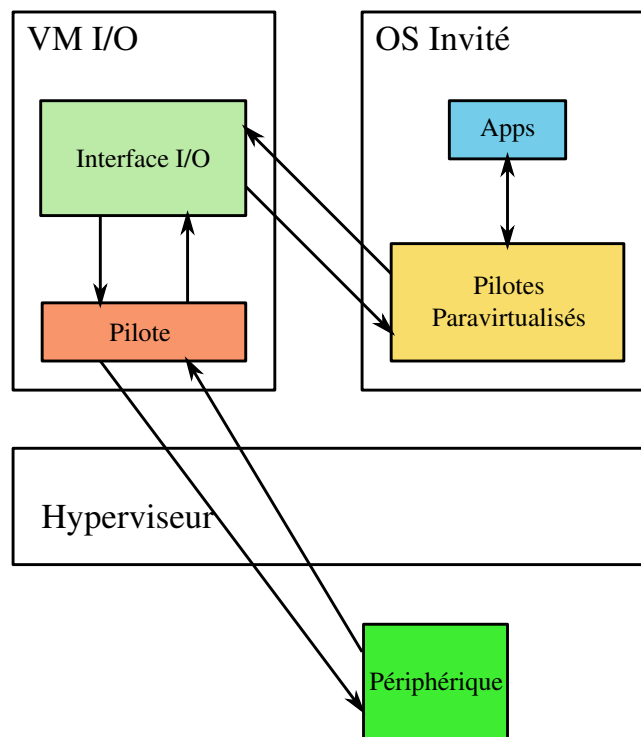 VM I/O
OS Invité
Interface I/O
Apps
Pilotes
Paravirtualisés
Pilote
Hyperviseur
Périphérique